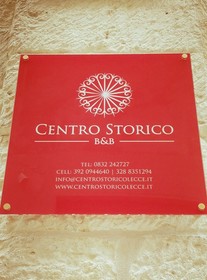 CENTRO STORICO
B&B
TEL: 0832 242727
CELL: 392 0944640 | 328 8351294
INFO@CENTROSTORICOLECCE.IT
WWW.CENTROSTORICOLECCE.IT